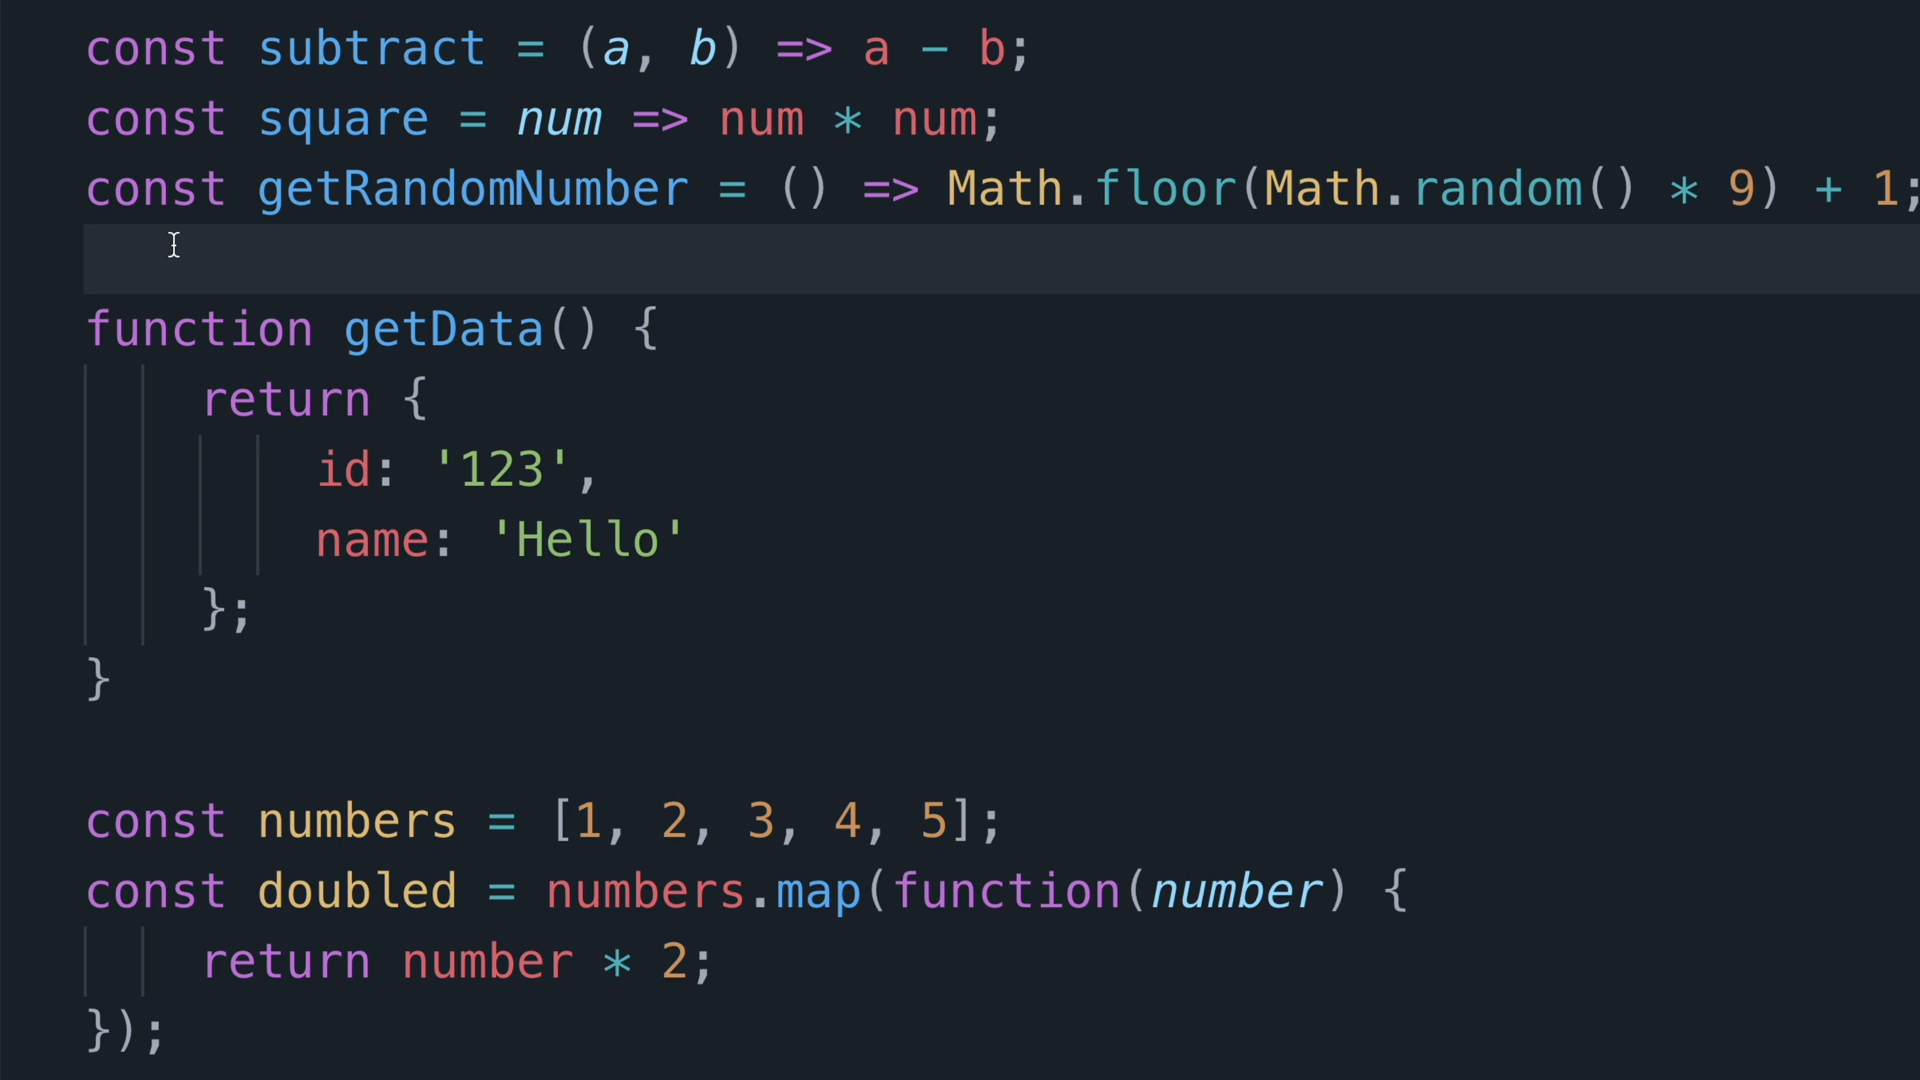 const subtract = (a, b) => a - b;
const square = num => num * num;
const getRandomNumber = () => Math.floor(Math.random() * 9) + 1;
function getData() {
return {
id: '123',
name: 'Hello'
};
}
const numbers = [1, 2, 3, 4, 5];
const doubled = numbers.map(function(number) {
return number * 2;
});